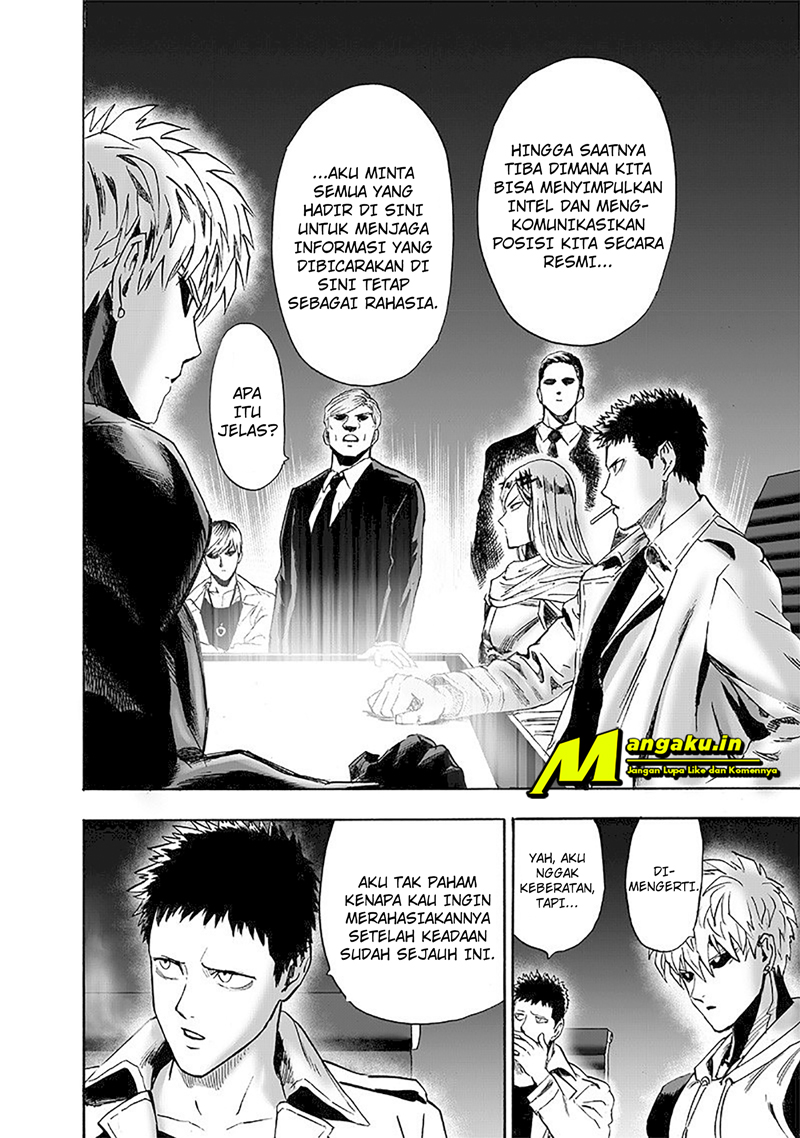 HINGGA SAATNYA
TIBA DIMANA KITA
BISA MENYIMPULKAN
INTEL DAN MENG-
KOMUNIKASIKAN
POSISI KITA SECARA
RESMI...
...AKU MINTA
SEMUA YANG
HADIR DI SINI
UNTUK MENJAGA
INFORMASI YANG
DIBICARAKAN DI
SINI TETAP
SEBAGAI RAHASIA.
APA
ITU
JELAS?
Mangaku.in
Jangan Lupa Like dan Komennya
DI-
MENGERTI.
YAH, AKU
NGGAK
KEBERATAN,
TAPI...
AKU TAK PAHAM
KENAPA KAU INGIN
MERAHASIAKANNYA
SETELAH KEADAAN
SUDAH SEJAUH INI.